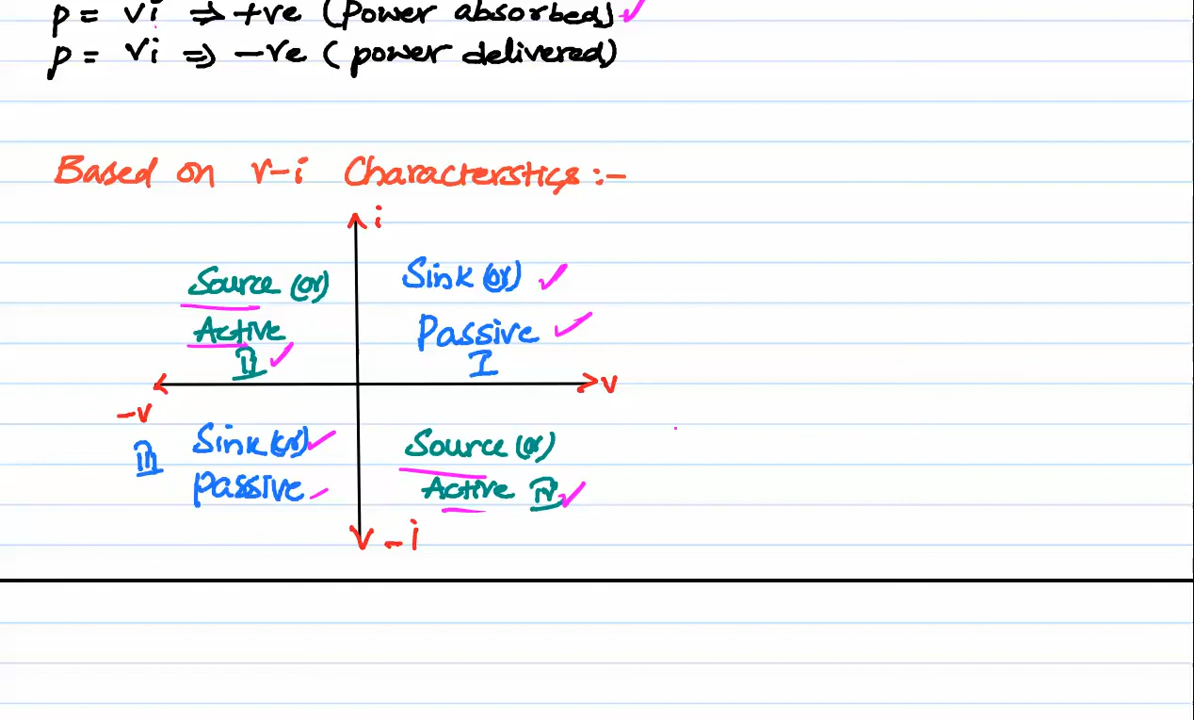 p = vi ⇒ +ve (Power absorbed)
p = vi ⇒ -ve (power delivered)
Based on v-i Characterstics :-
i
Source (or)
Sink (or)
Active
Passive
II
I
v
-v
III
Sink (or)
Source (or)
Passive
Active IV
-i